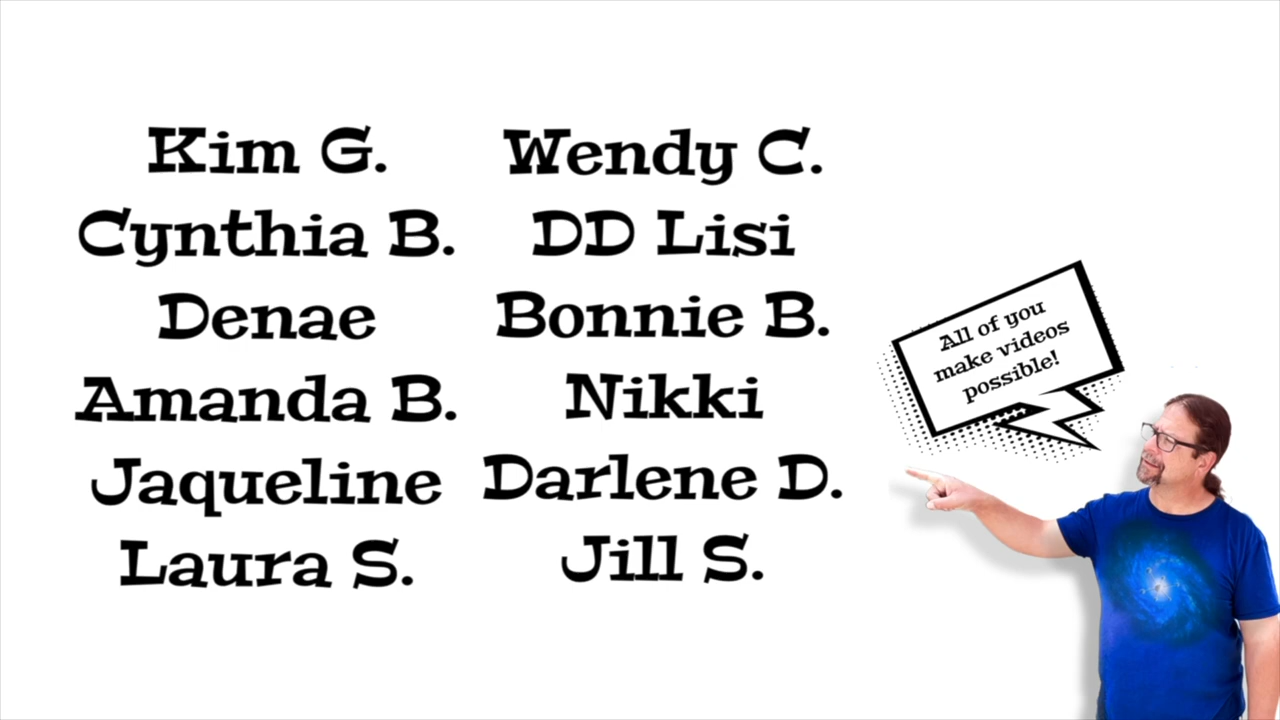 Kim G.
Cynthia B.
Denae
Amanda B.
Jaqueline
Laura S.
Wendy C.
DD Lisi
Bonnie B.
Nikki
Darlene D.
Jill S.
All of you
make videos
possible!